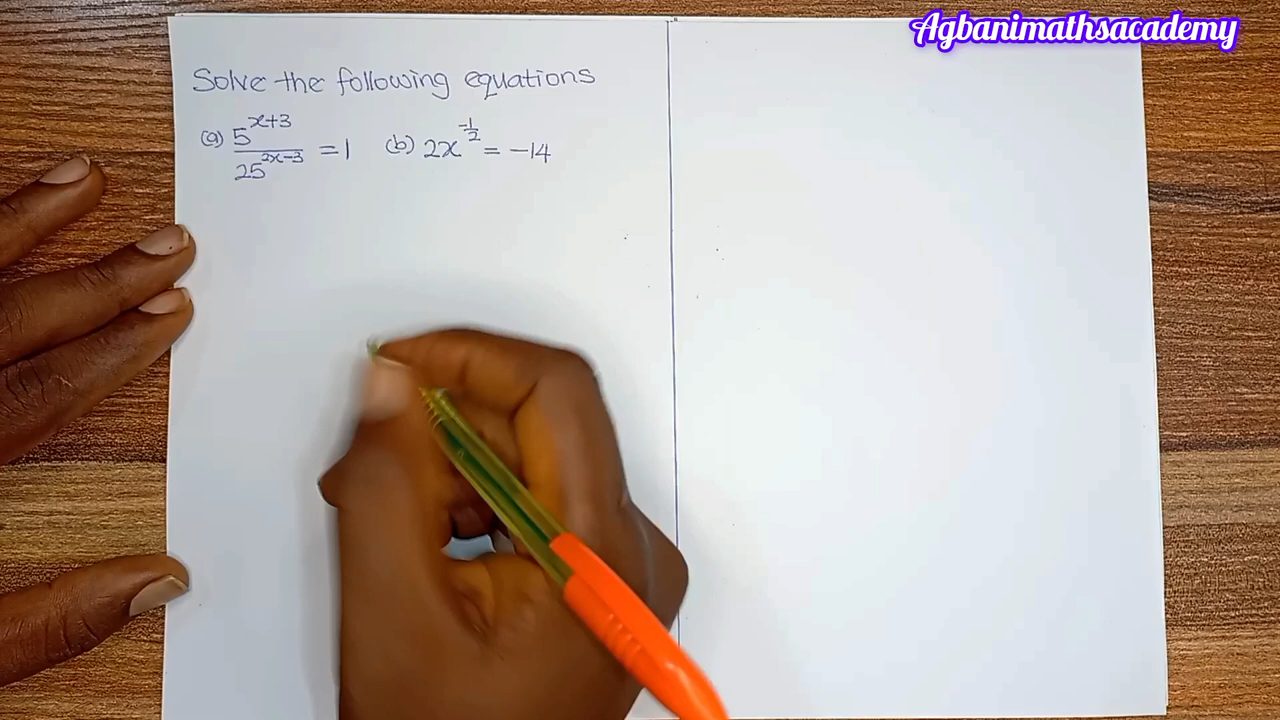 Agbanimathsacademy
Solve the following equations
(a) 5^{x+3}/25^{2x-3} = 1 (b) 2x^{-1/2} = -14